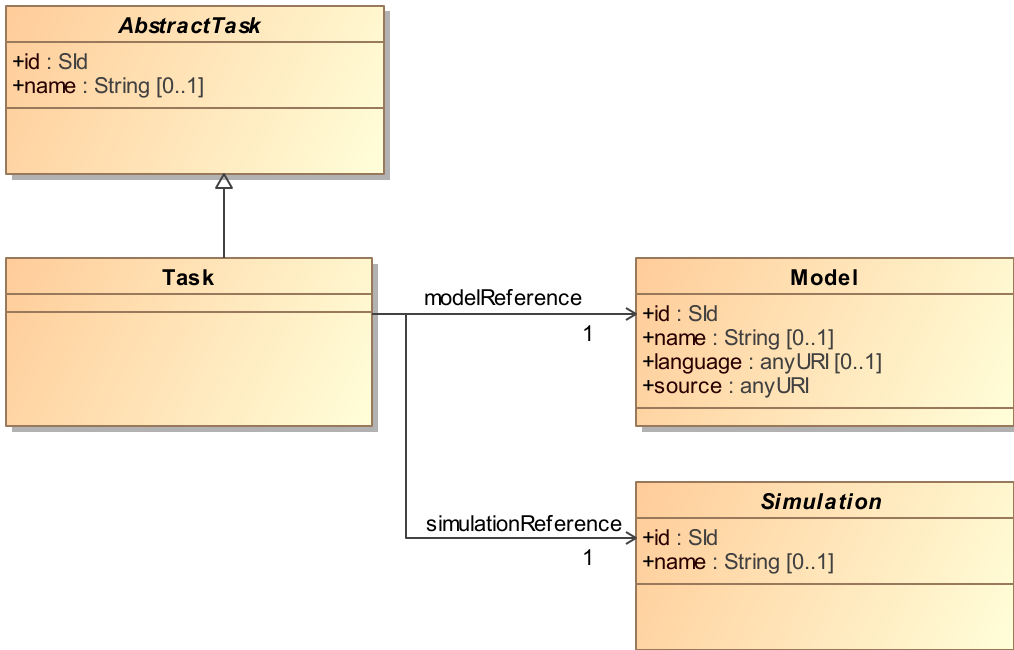 AbstractTask
+id : SId
+name : String [0..1]
Task
modelReference
1
Model
+id : SId
+name : String [0..1]
+language : anyURI [0..1]
+source : anyURI
simulationReference
1
Simulation
+id : SId
+name : String [0..1]